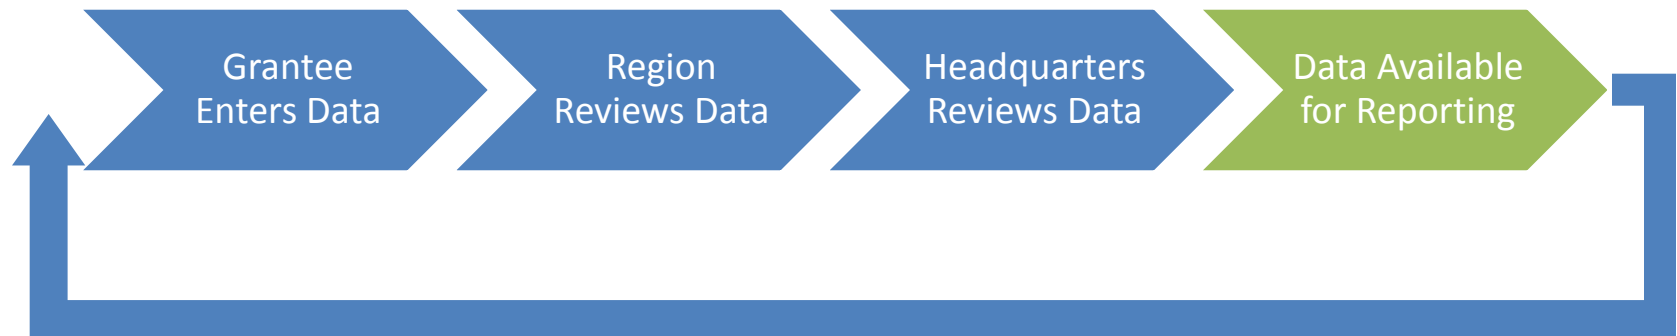 Grantee
Enters Data
Region
Reviews Data
Headquarters
Reviews Data
Data Available
for Reporting